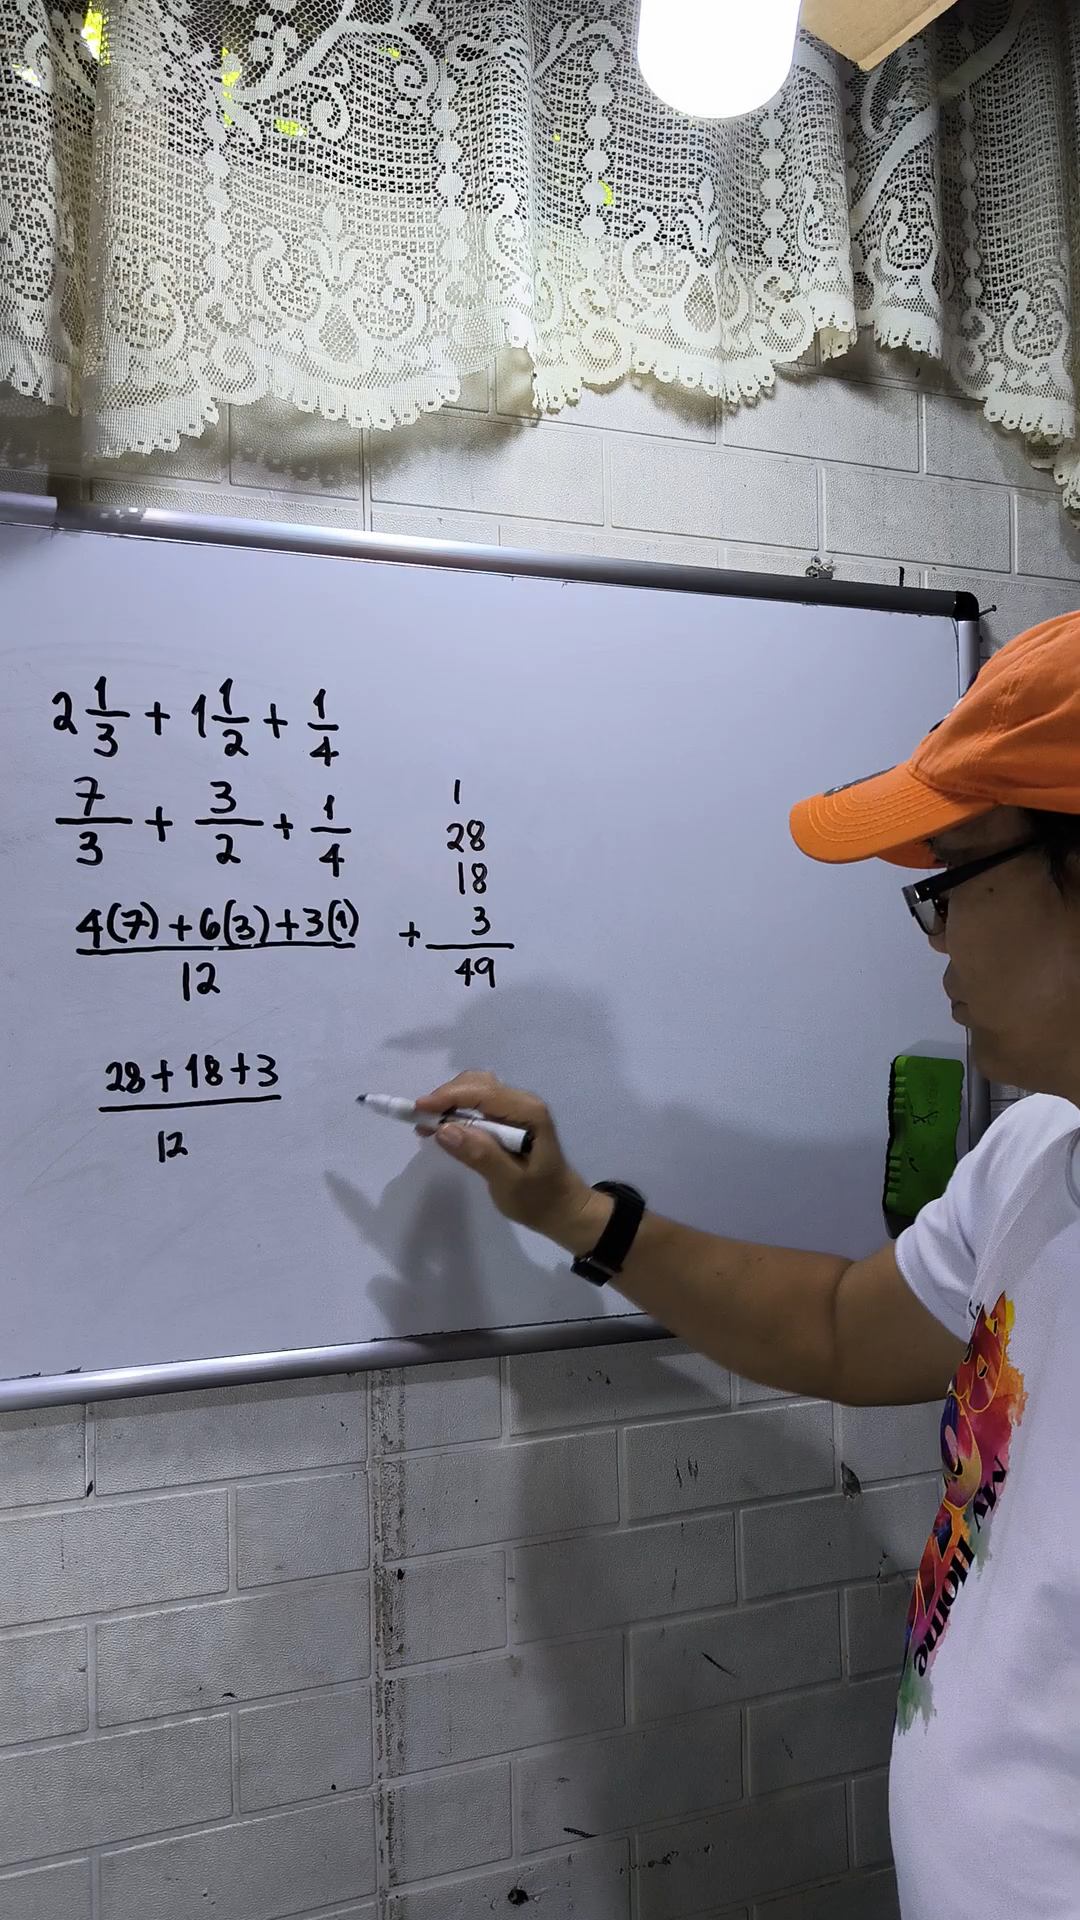 2 1/3 + 1 1/2 + 1/4
7/3 + 3/2 + 1/4
4(7) + 6(3) + 3(1)
12
28 + 18 + 3
12
1
28
18
3
+
49
My Home